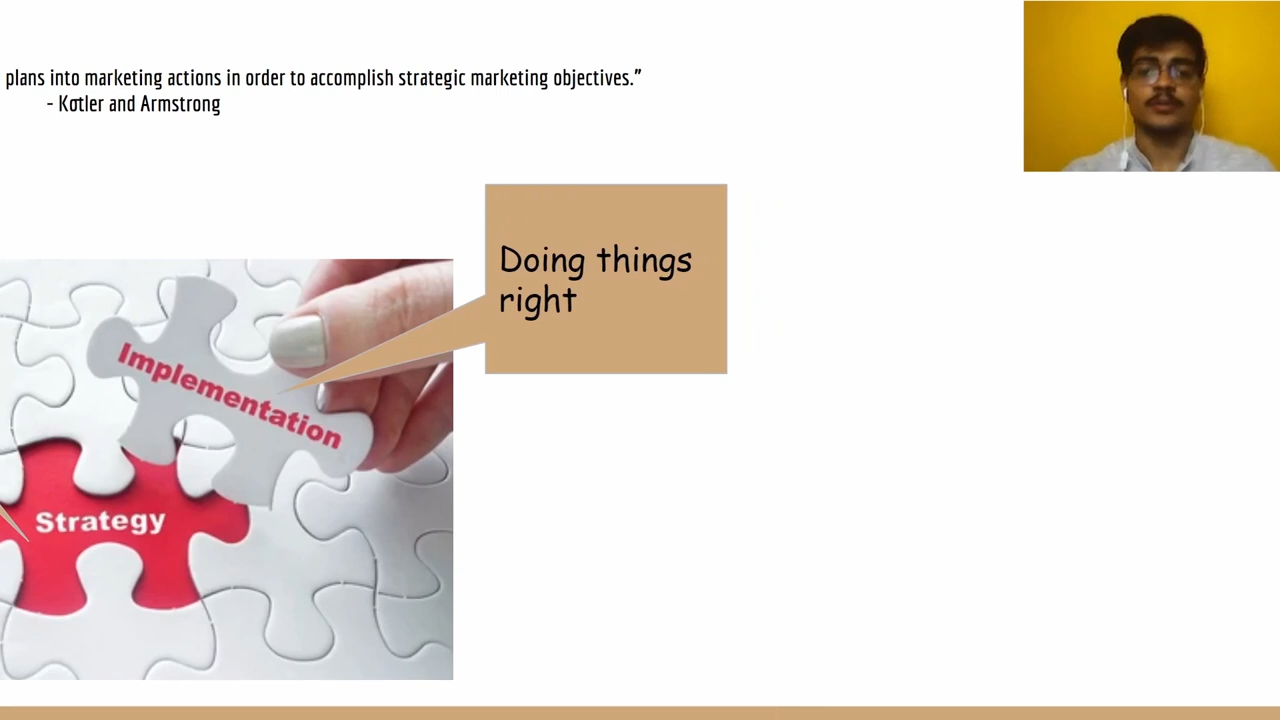 plans into marketing actions in order to accomplish strategic marketing objectives.”
- Kotler and Armstrong
Doing things
right
Implementation
Strategy